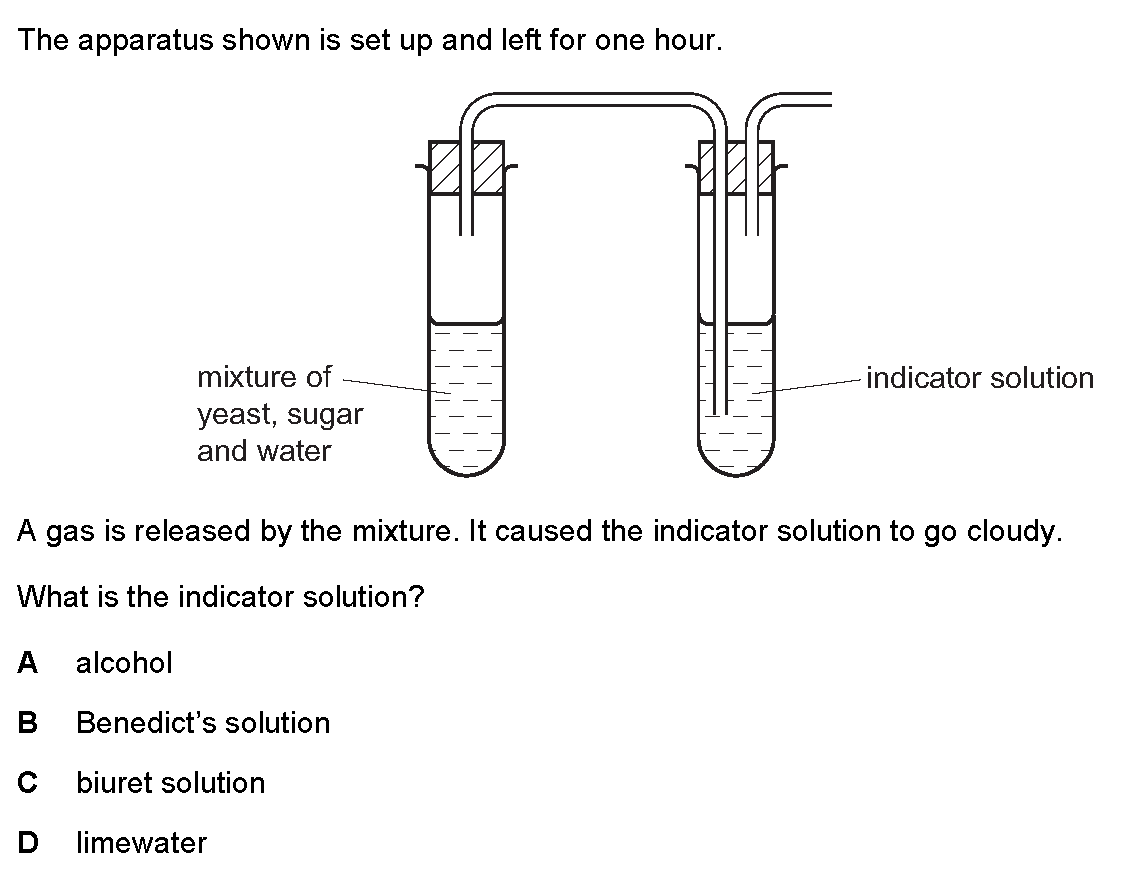 The apparatus shown is set up and left for one hour.
mixture of
yeast, sugar
and water
indicator solution
A gas is released by the mixture. It caused the indicator solution to go cloudy.
What is the indicator solution?
A alcohol
B Benedict’s solution
C biuret solution
D limewater